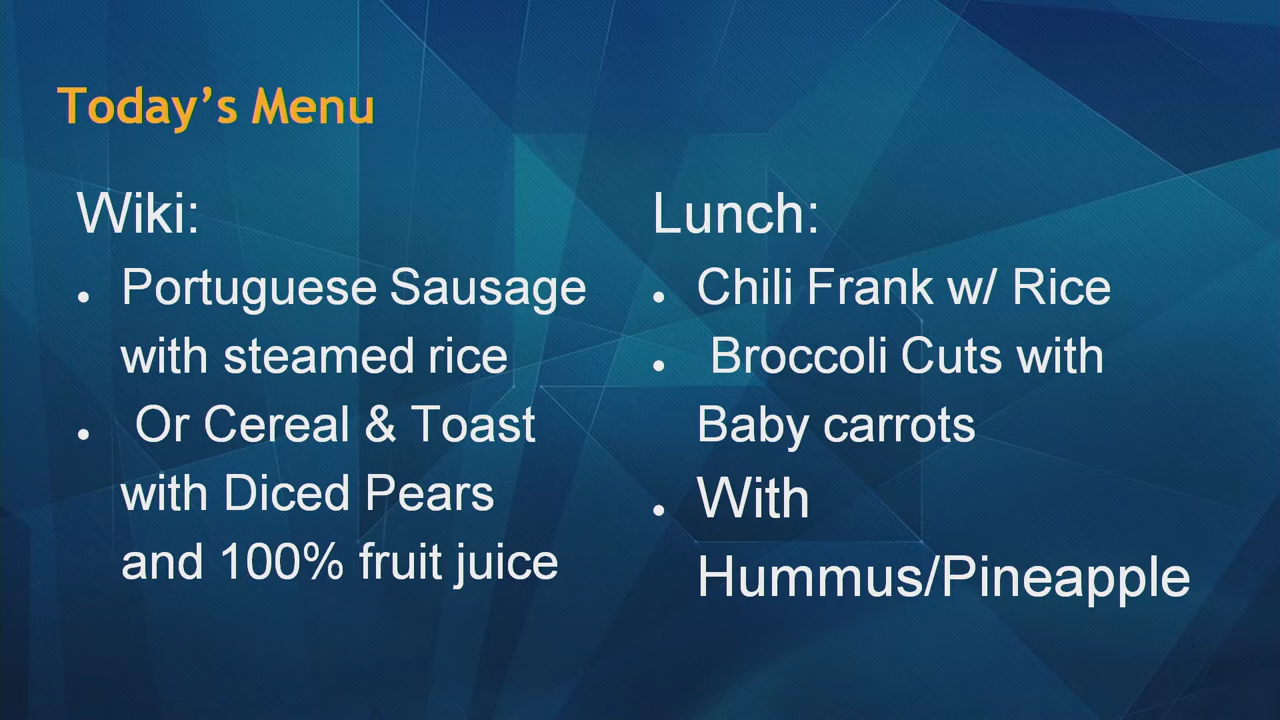 Today's Menu
Wiki:
• Portuguese Sausage
with steamed rice
• Or Cereal & Toast
with Diced Pears
and 100% fruit juice
Lunch:
• Chili Frank w/ Rice
• Broccoli Cuts with
Baby carrots
• With
Hummus/Pineapple